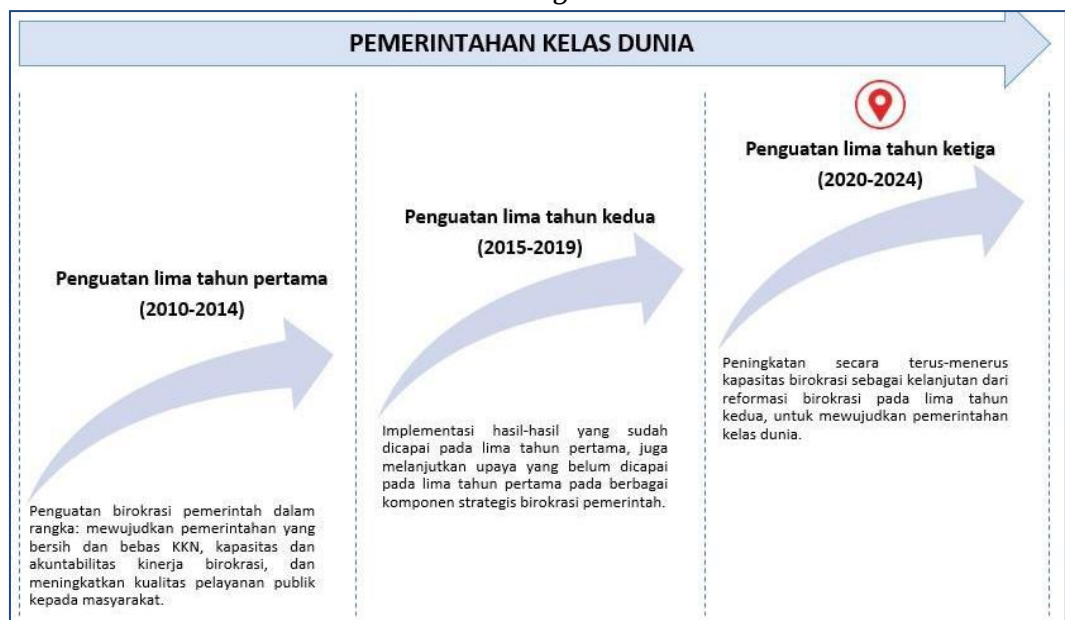 PEMERINTAHAN KELAS DUNIA
Penguatan lima tahun ketiga
(2020-2024)
Penguatan lima tahun kedua
(2015-2019)
Penguatan lima tahun pertama
(2010-2014)
Peningkatan secara terus-menerus
kapasitas birokrasi sebagai kelanjutan dari
reformasi birokrasi pada lima tahun
kedua, untuk mewujudkan pemerintahan
kelas dunia.
Implementasi hasil-hasil yang sudah
dicapai pada lima tahun pertama, juga
melanjutkan upaya yang belum dicapai
pada lima tahun pertama pada berbagai
komponen strategis birokrasi pemerintah.
Penguatan birokrasi pemerintah dalam
rangka: mewujudkan pemerintahan yang
bersih dan bebas KKN, kapasitas dan
akuntabilitas kinerja birokrasi, dan
meningkatkan kualitas pelayanan publik
kepada masyarakat.